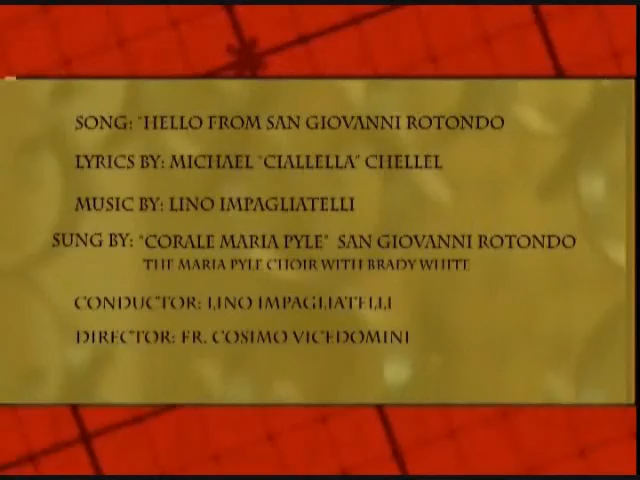 SONG: "HELLO FROM SAN GIOVANNI ROTONDO
LYRICS BY: MICHAEL "CIALLELLA" CHELLEL
MUSIC BY: LINO IMPAGLIATELLI
SUNG BY: "CORALE MARIA PYLE" SAN GIOVANNI ROTONDO
THE MARIA PYLE CHOIR WITH BRADY WHITE
CONDUCTOR: LINO IMPAGLIATELLI
DIRECTOR: FR. COSIMO VICEDOMINI